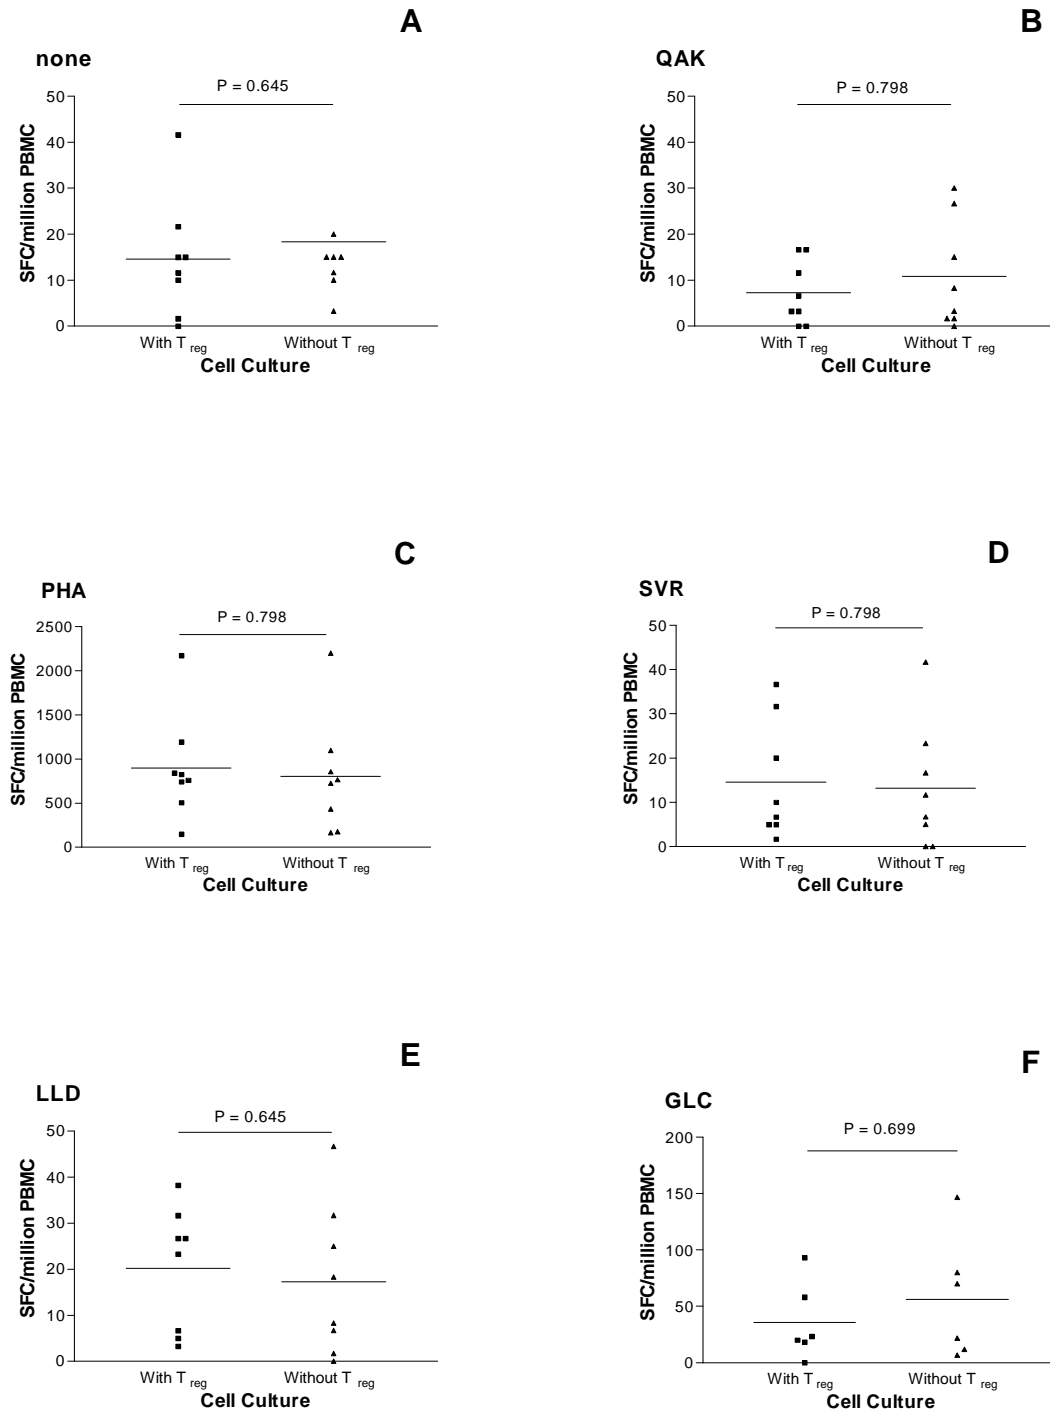 A
none
P = 0.645
50
40
30
20
10
0
SFC/million PBMC
With T reg
Without T reg
Cell Culture
B
QAK
P = 0.798
50
40
30
20
10
0
SFC/million PBMC
With T reg
Without T reg
Cell Culture
C
PHA
P = 0.798
2500
2000
1500
1000
500
0
SFC/million PBMC
With T reg
Without T reg
Cell Culture
D
SVR
P = 0.798
50
40
30
20
10
0
SFC/million PBMC
With T reg
Without T reg
Cell Culture
E
LLD
P = 0.645
50
40
30
20
10
0
SFC/million PBMC
With T reg
Without T reg
Cell Culture
F
GLC
P = 0.699
200
150
100
50
0
SFC/million PBMC
With T reg
Without T reg
Cell Culture